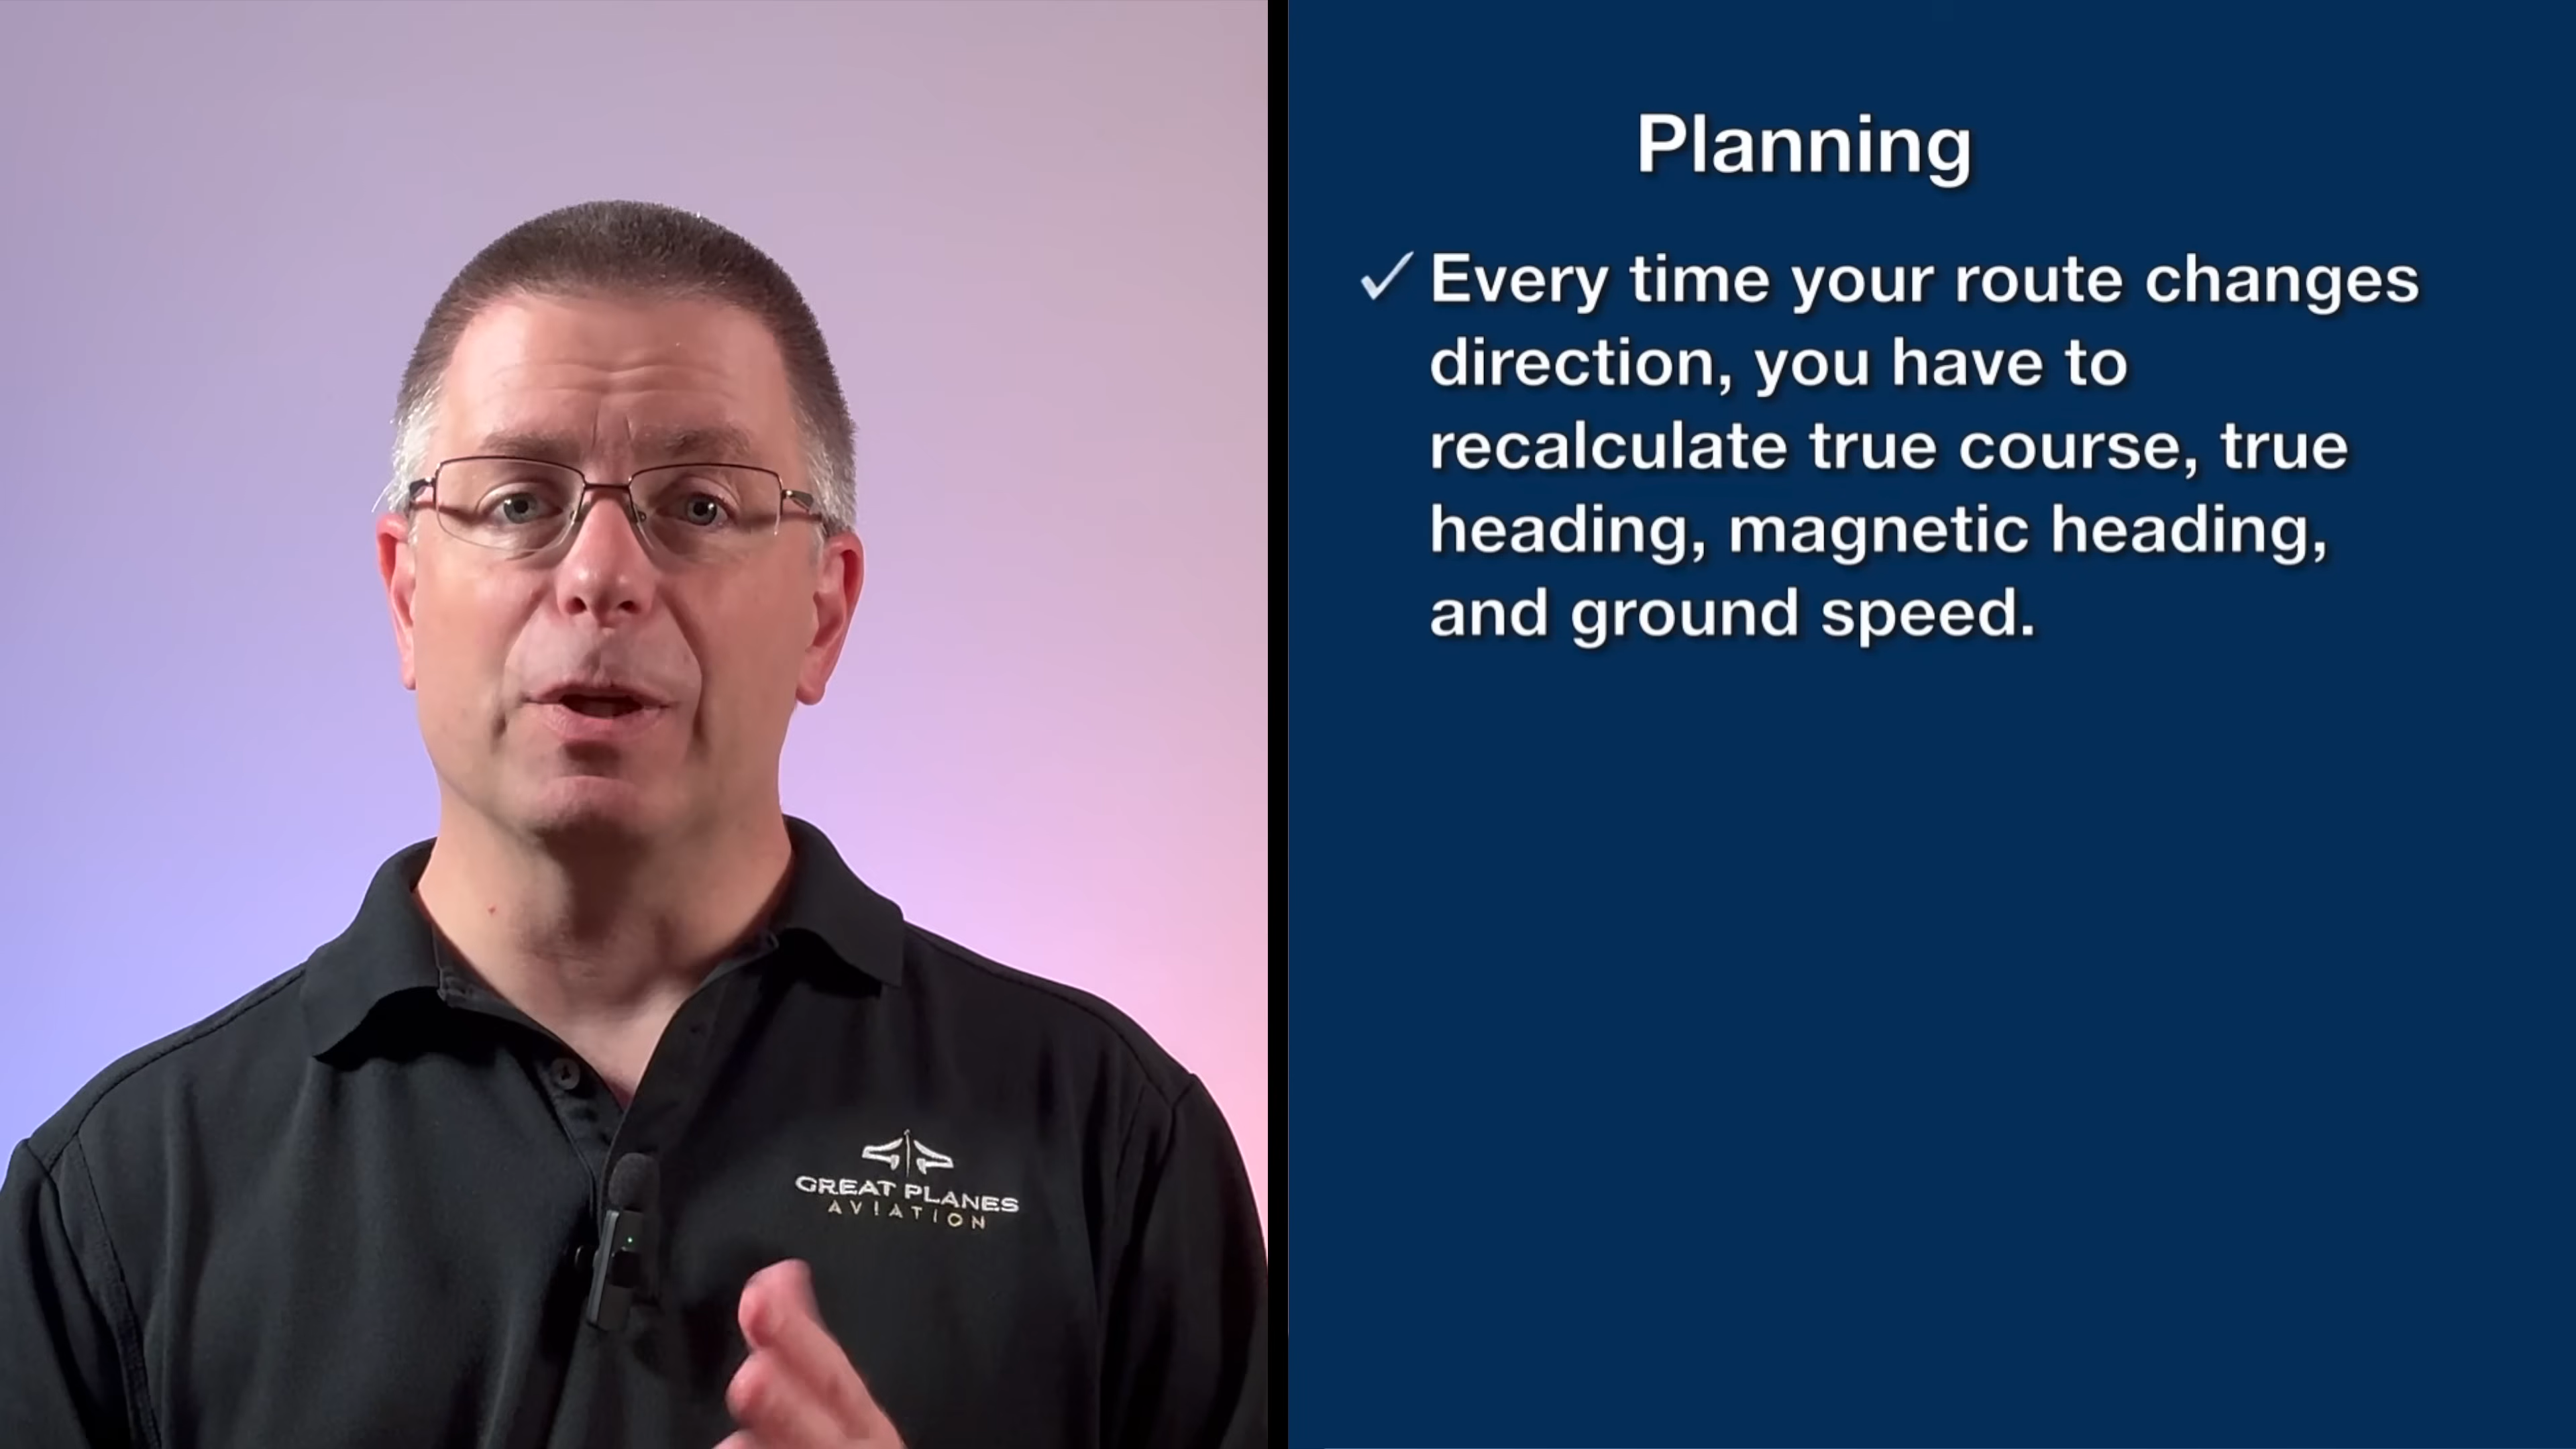 Planning
✓ Every time your route changes
direction, you have to
recalculate true course, true
heading, magnetic heading,
and ground speed.
GREAT PLANES
AVIATION